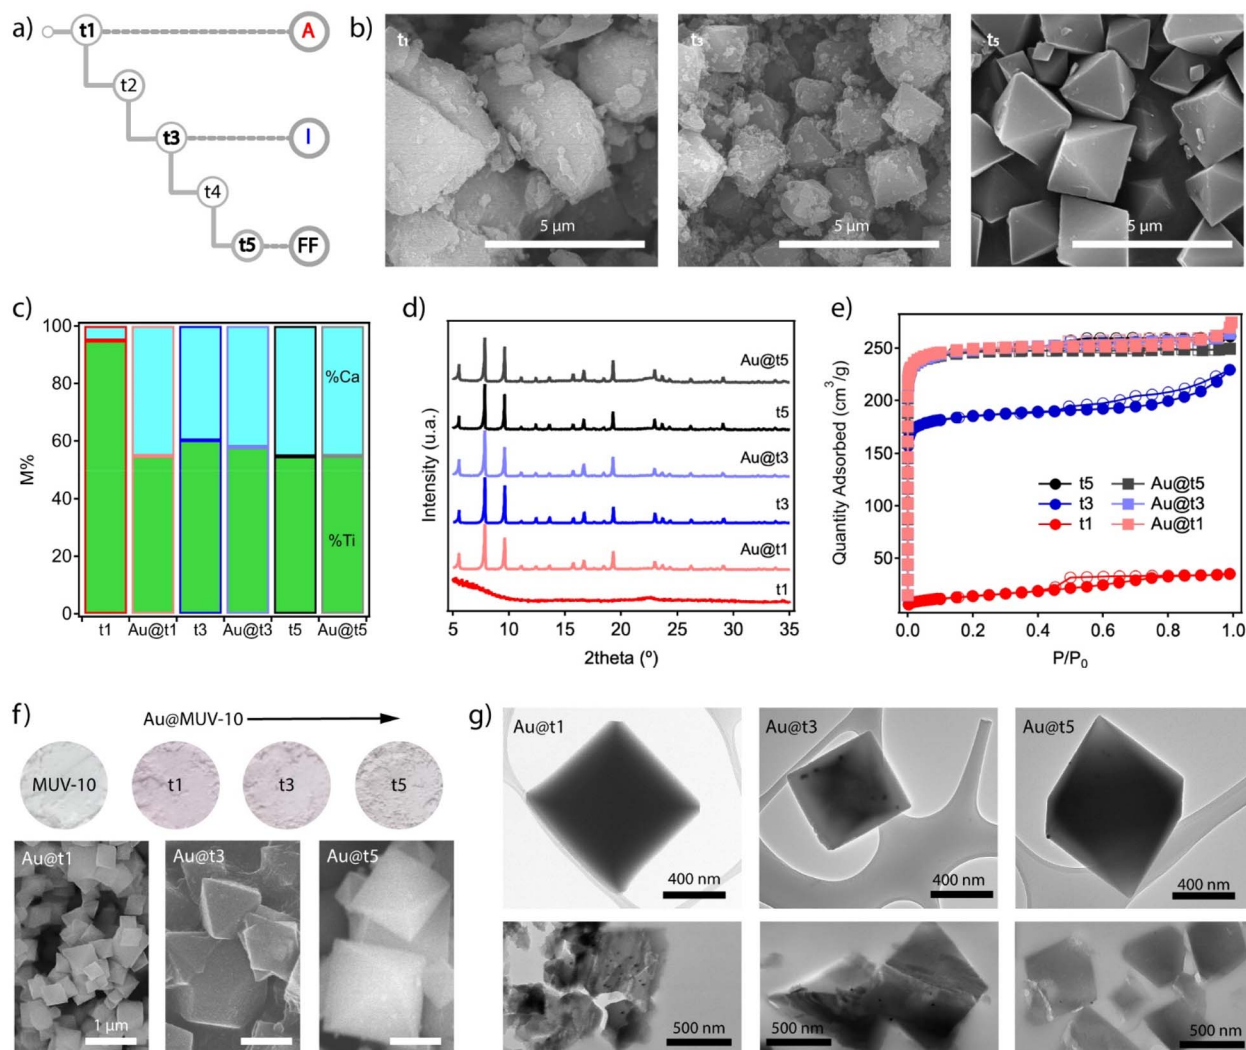 a)
t1
A
t2
t3
I
t4
t5
FF
b)
t₁
5 μm
t₃
5 μm
t₅
5 μm
c)
100
80
60
40
20
0
M%
%Ca
%Ti
t1
Au@t1
t3
Au@t3
t5
Au@t5
d)
Intensity (u.a.)
Au@t5
t5
Au@t3
t3
Au@t1
t1
5
10
15
20
25
30
35
2theta (º)
e)
Quantity Adsorbed (cm³/g)
250
200
150
100
50
t5
Au@t5
t3
Au@t3
t1
Au@t1
0.0
0.2
0.4
0.6
0.8
1.0
P/P₀
f)
Au@MUV-10
MUV-10
t1
t3
t5
Au@t1
1 μm
Au@t3
Au@t5
g)
Au@t1
400 nm
Au@t3
400 nm
Au@t5
400 nm
500 nm
500 nm
500 nm